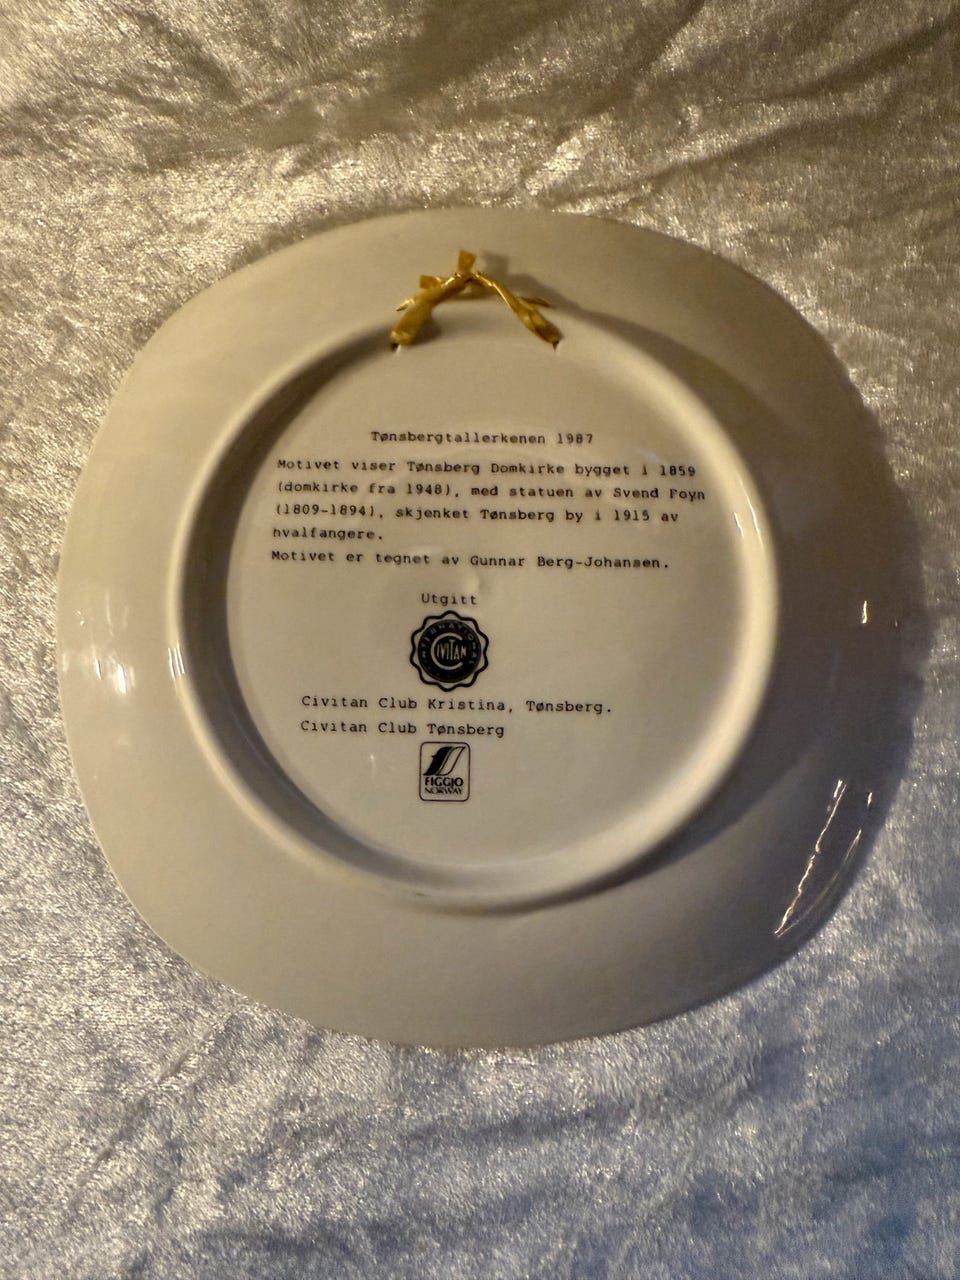 Tønsbergtallerkenen 1987
Motivet viser Tønsberg Domkirke bygget i 1859
(domkirke fra 1948), med statuen av Svend Foyn
(1809-1894), skjenket Tønsberg by i 1915 av
hvalfangere.
Motivet er tegnet av Gunnar Berg-Johansen.
Utgitt
INTERNATIONAL
CIVITAN
Civitan Club Kristina, Tønsberg.
Civitan Club Tønsberg
FIGGJO
NORWAY